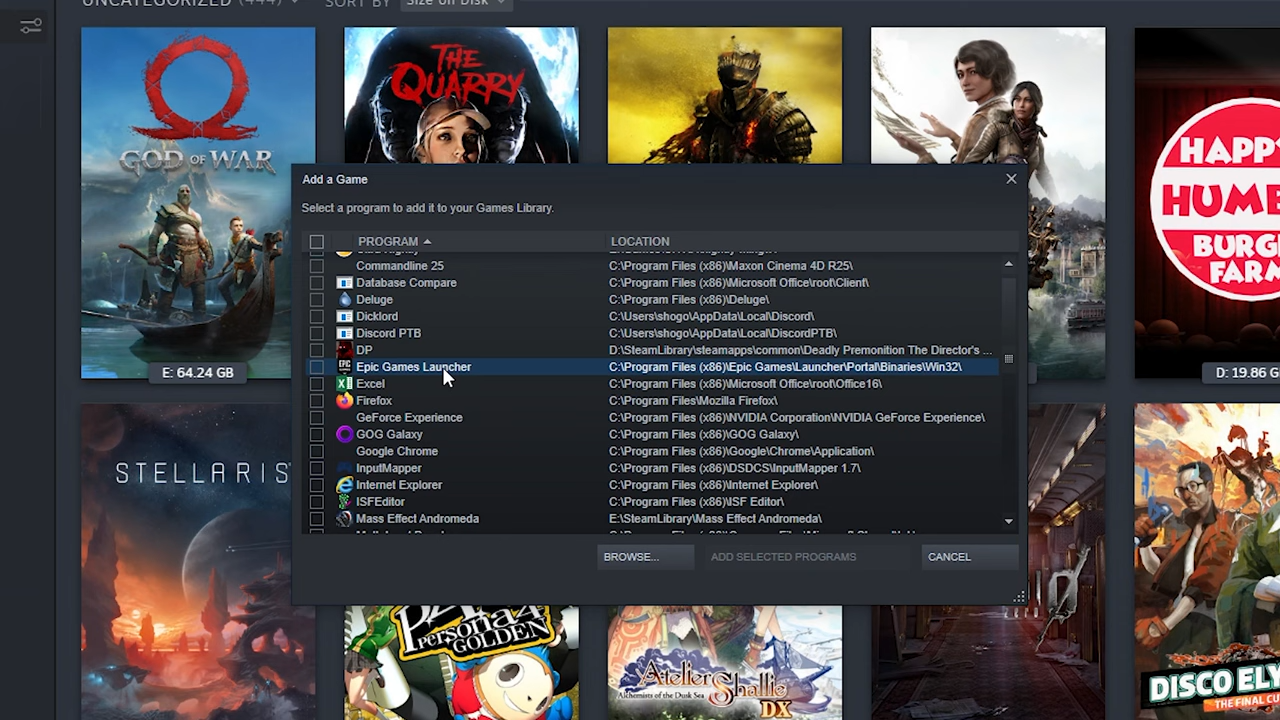 UNCATEGORIZED (444)
SORT BY
Size on Disk
GOD OF WAR
E: 64.24 GB
THE
QUARRY
HAPPY
HUMB
BURG
FARM
D: 19.86 G
Add a Game
Select a program to add it to your Games Library.
PROGRAM LOCATION
Commandline 25 C:\Program Files (x86)\Maxon Cinema 4D R25\
Database Compare C:\Program Files (x86)\Microsoft Office\root\Client\
Deluge C:\Program Files (x86)\Deluge\
Dicklord C:\Users\shogo\AppData\Local\Discord\
Discord PTB C:\Users\shogo\AppData\Local\DiscordPTB\
DP D:\SteamLibrary\steamapps\common\Deadly Premonition The Director's ...
EPIC
Epic Games Launcher C:\Program Files (x86)\Epic Games\Launcher\Portal\Binaries\Win32\
Excel C:\Program Files (x86)\Microsoft Office\root\Office16\
Firefox C:\Program Files\Mozilla Firefox\
GeForce Experience C:\Program Files (x86)\NVIDIA Corporation\NVIDIA GeForce Experience\
GOG Galaxy C:\Program Files (x86)\GOG Galaxy\
Google Chrome C:\Program Files (x86)\Google\Chrome\Application\
InputMapper C:\Program Files (x86)\DSDCS\InputMapper 1.7\
Internet Explorer C:\Program Files (x86)\Internet Explorer\
ISFEditor C:\Program Files (x86)\ISF Editor\
Mass Effect Andromeda E:\SteamLibrary\Mass Effect Andromeda\
BROWSE...
ADD SELECTED PROGRAMS
CANCEL
STELLARIS
P4
persona4
GOLDEN
Atelier Shallie
Alchemists of the Dusk Sea
DX
DISCO ELY
THE FINAL CU